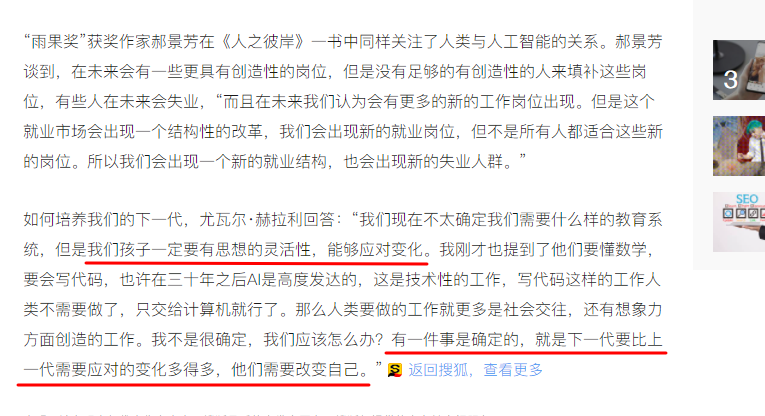 “雨果奖”获奖作家郝景芳在《人之彼岸》一书中同样关注了人类与人工智能的关系。郝景芳
谈到，在未来会有一些更具有创造性的岗位，但是没有足够的有创造性的人来填补这些岗
位，有些人在未来会失业，“而且在未来我们认为会有更多的新的工作岗位出现。但是这个
就业市场会出现一个结构性的改革，我们会出现新的就业岗位，但不是所有人都适合这些新
的岗位。所以我们会出现一个新的就业结构，也会出现新的失业人群。”
如何培养我们的下一代，尤瓦尔·赫拉利回答：“我们现在不太确定我们需要什么样的教育系
统，但是我们孩子一定要有思想的灵活性，能够应对变化。我刚才也提到了他们要懂数学，
要会写代码，也许在三十年之后AI是高度发达的，这是技术性的工作，写代码这样的工作人
类不需要做了，只交给计算机就行了。那么人类要做的工作就更多是社会交往，还有想象力
方面创造的工作。我不是很确定，我们应该怎么办？有一件事是确定的，就是下一代要比上
一代需要应对的变化多得多，他们需要改变自己。” S 返回搜狐，查看更多
3
SEO